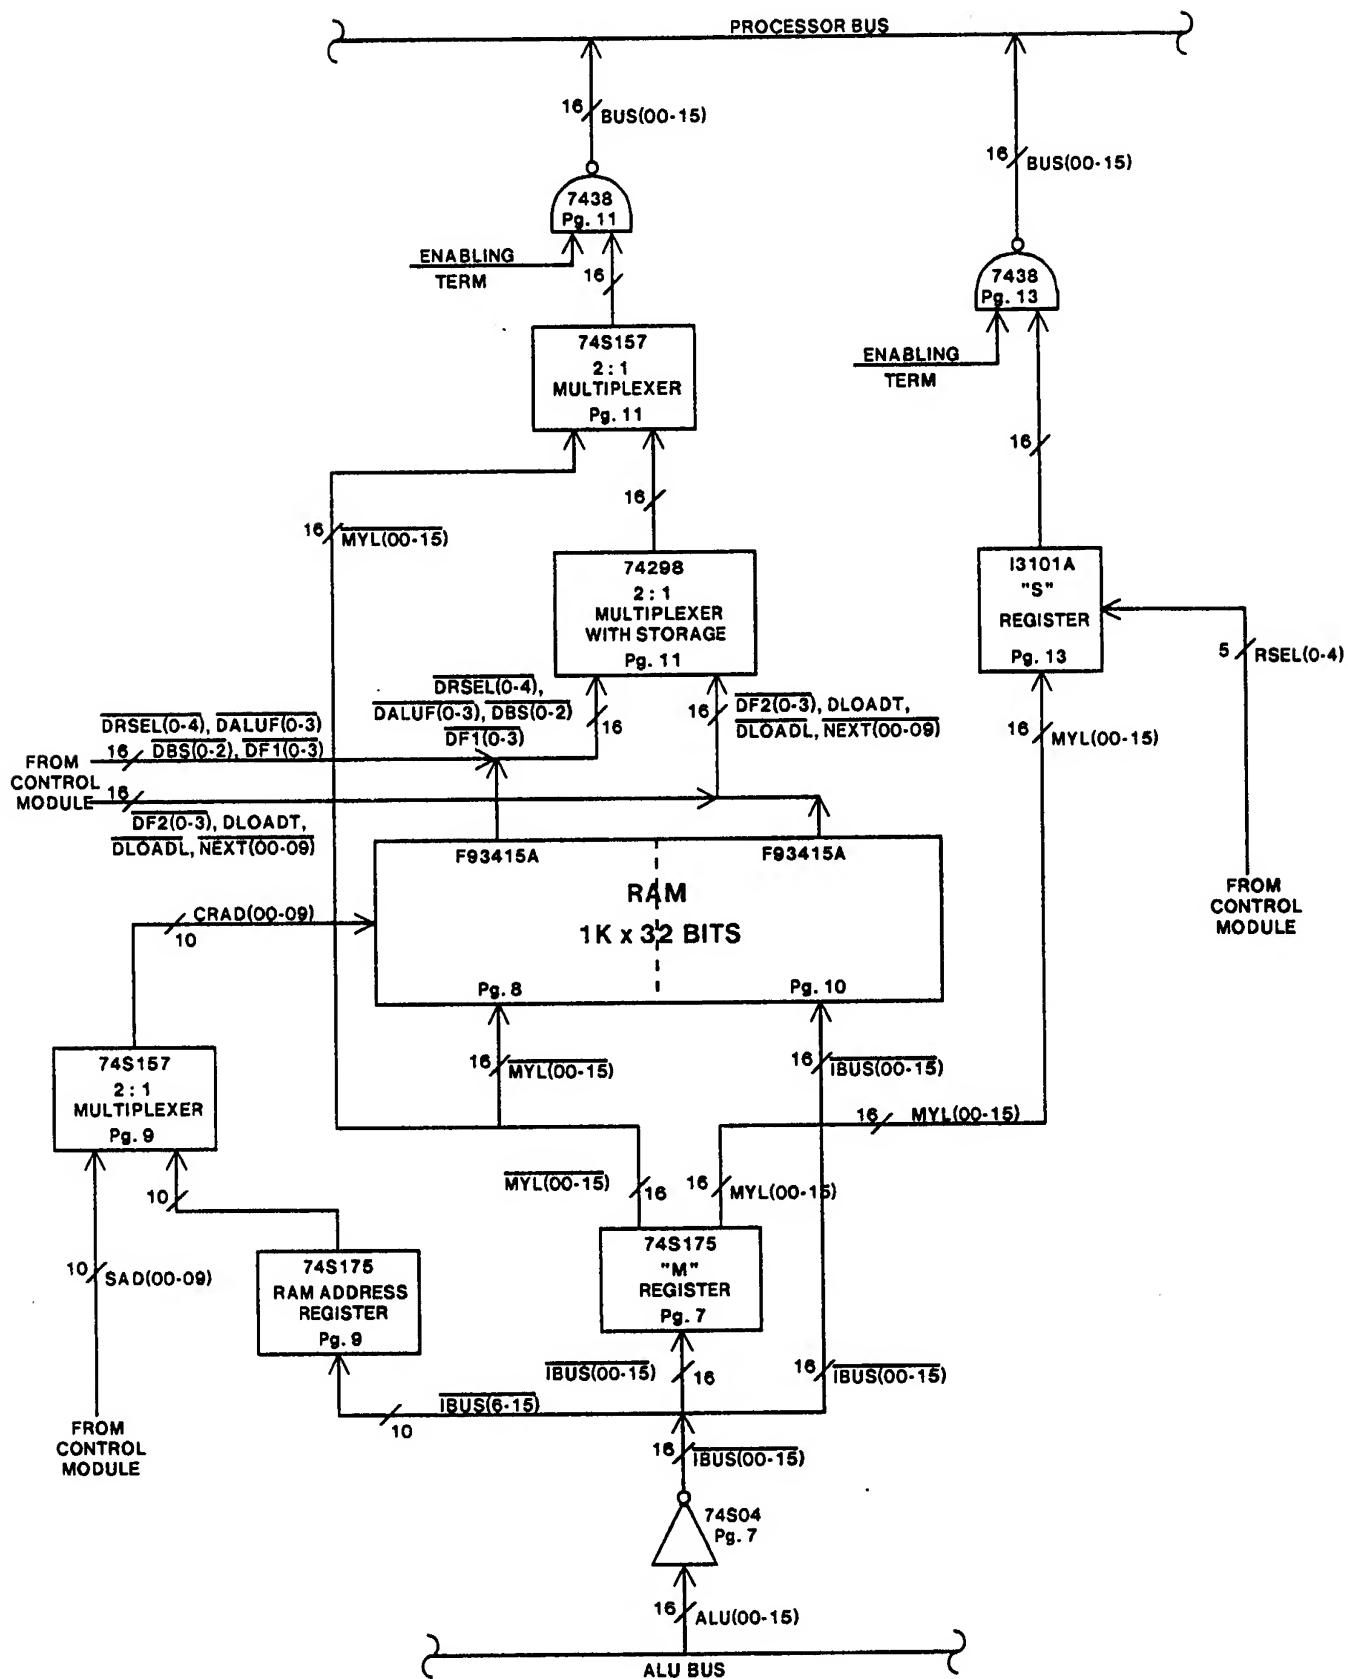 PROCESSOR BUS
16 BUS(00-15)
16 BUS(00-15)
7438
Pg. 11
ENABLING
TERM
16
7438
Pg. 13
ENABLING
TERM
74S157
2 : 1
MULTIPLEXER
Pg. 11
16
16
16 MYL(00-15)
74298
2 : 1
MULTIPLEXER
WITH STORAGE
Pg. 11
I3101A
"S"
REGISTER
Pg. 13
5 RSEL(0-4)
FROM
CONTROL
MODULE
DRSEL(0-4),
DALUF(0-3), DBS(0-2)
DF1(0-3)
16
16 DF2(0-3), DLOADT,
DLOADL, NEXT(00-09)
16 MYL(00-15)
DRSEL(0-4), DALUF(0-3)
16 DBS(0-2), DF1(0-3)
FROM
CONTROL
MODULE
16
DF2(0-3), DLOADT,
DLOADL, NEXT(00-09)
F93415A
F93415A
RAM
1K x 32 BITS
Pg. 8
Pg. 10
CRAD(00-09)
10
74S157
2 : 1
MULTIPLEXER
Pg. 9
16 MYL(00-15)
16 IBUS(00-15)
16 MYL(00-15)
MYL(00-15)
16
16 MYL(00-15)
10
10 SAD(00-09)
74S175
RAM ADDRESS
REGISTER
Pg. 9
74S175
"M"
REGISTER
Pg. 7
IBUS(00-15)
16
16 IBUS(00-15)
IBUS(6-15)
10
FROM
CONTROL
MODULE
16 IBUS(00-15)
74S04
Pg. 7
16 ALU(00-15)
ALU BUS